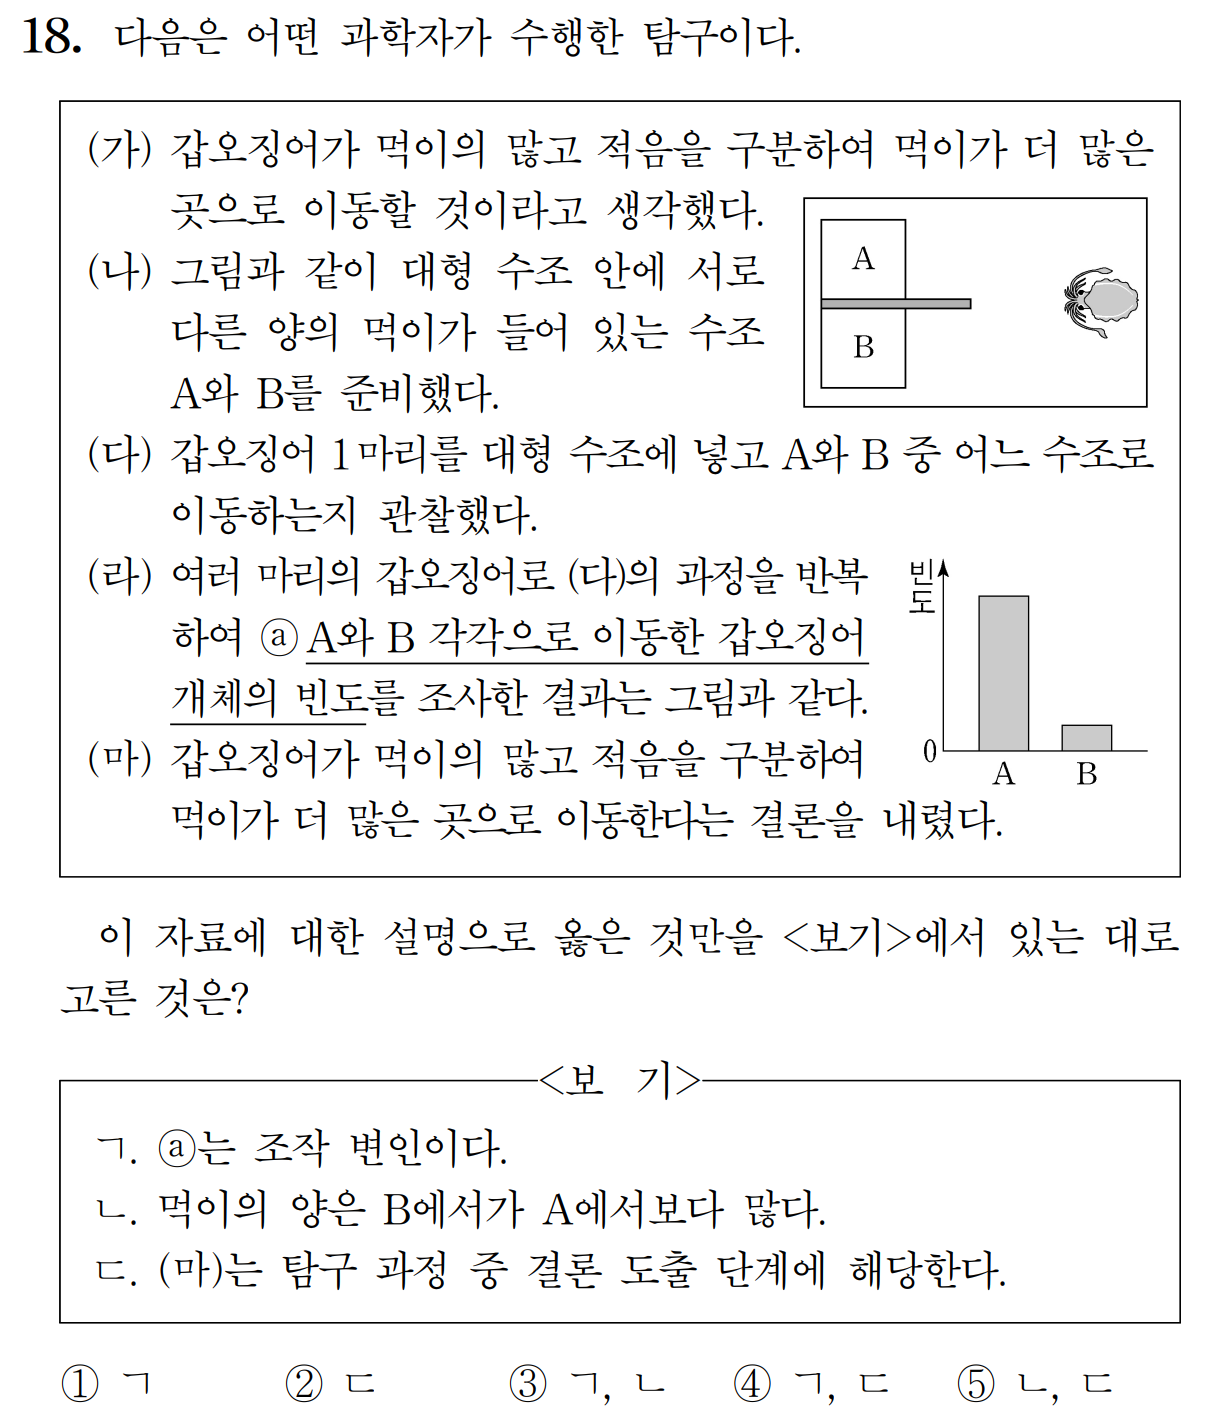 18. 다음은 어떤 과학자가 수행한 탐구이다.
(가) 갑오징어가 먹이의 많고 적음을 구분하여 먹이가 더 많은
곳으로 이동할 것이라고 생각했다.
(나) 그림과 같이 대형 수조 안에 서로
다른 양의 먹이가 들어 있는 수조
A와 B를 준비했다.
A
B
(다) 갑오징어 1마리를 대형 수조에 넣고 A와 B 중 어느 수조로
이동하는지 관찰했다.
(라) 여러 마리의 갑오징어로 (다)의 과정을 반복
하여 ⓐ A와 B 각각으로 이동한 갑오징어
개체의 빈도를 조사한 결과는 그림과 같다.
(마) 갑오징어가 먹이의 많고 적음을 구분하여
먹이가 더 많은 곳으로 이동한다는 결론을 내렸다.
빈도
0
A B
이 자료에 대한 설명으로 옳은 것만을 <보기>에서 있는 대로
고른 것은?
<보 기>
ㄱ. ⓐ는 조작 변인이다.
ㄴ. 먹이의 양은 B에서가 A에서보다 많다.
ㄷ. (마)는 탐구 과정 중 결론 도출 단계에 해당한다.
① ㄱ ② ㄷ ③ ㄱ, ㄴ ④ ㄱ, ㄷ ⑤ ㄴ, ㄷ